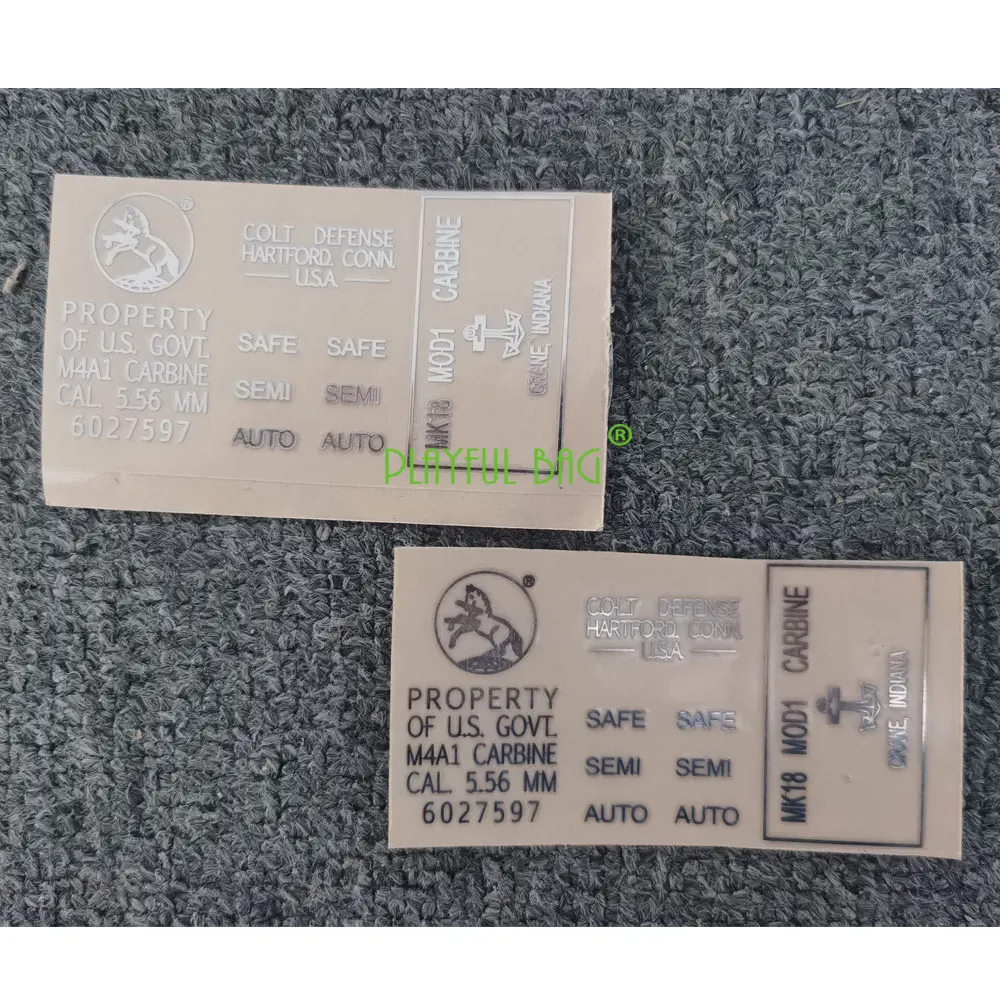 ®
COLT DEFENSE
HARTFORD, CONN.
U.S.A
PROPERTY
OF U.S. GOVT.
M4A1 CARBINE
CAL. 5.56 MM
6027597
SAFE SAFE
SEMI SEMI
AUTO AUTO
MK18 MOD1 CARBINE
CRANE, INDIANA
PLAYFUL BAG®
®
COLT DEFENSE
HARTFORD, CONN.
U.S.A
PROPERTY
OF U.S. GOVT.
M4A1 CARBINE
CAL. 5.56 MM
6027597
SAFE SAFE
SEMI SEMI
AUTO AUTO
MK18 MOD1 CARBINE
CRANE, INDIANA